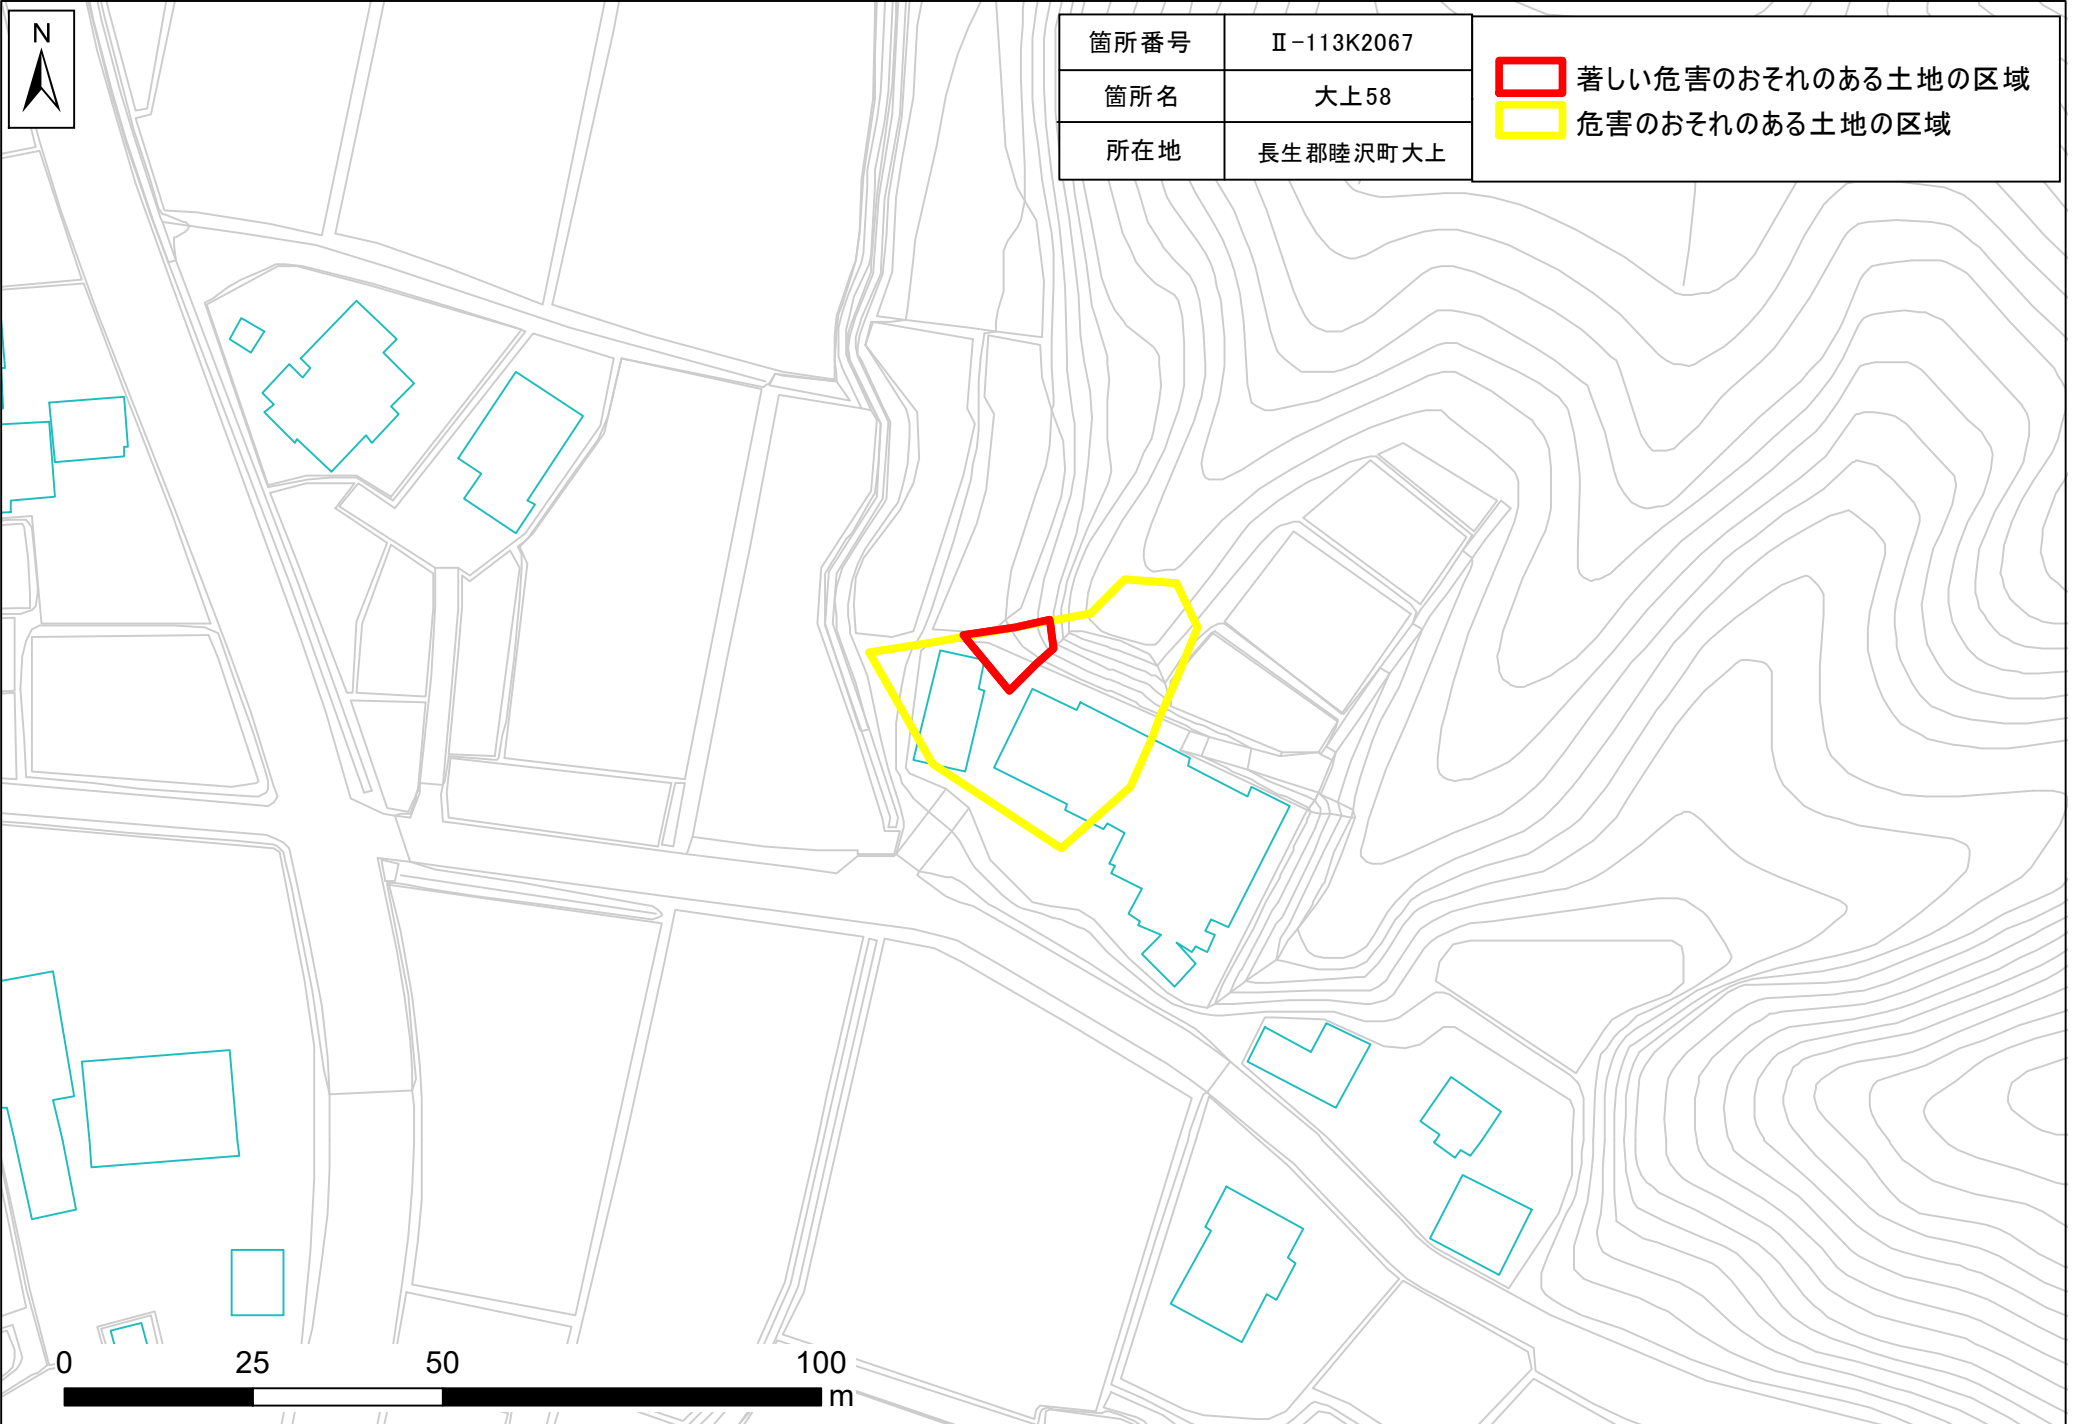 N
箇所番号 Ⅱ-113K2067
箇所名 大上58
所在地 長生郡睦沢町大上
著しい危害のおそれのある土地の区域
危害のおそれのある土地の区域
0 25 50 100
m